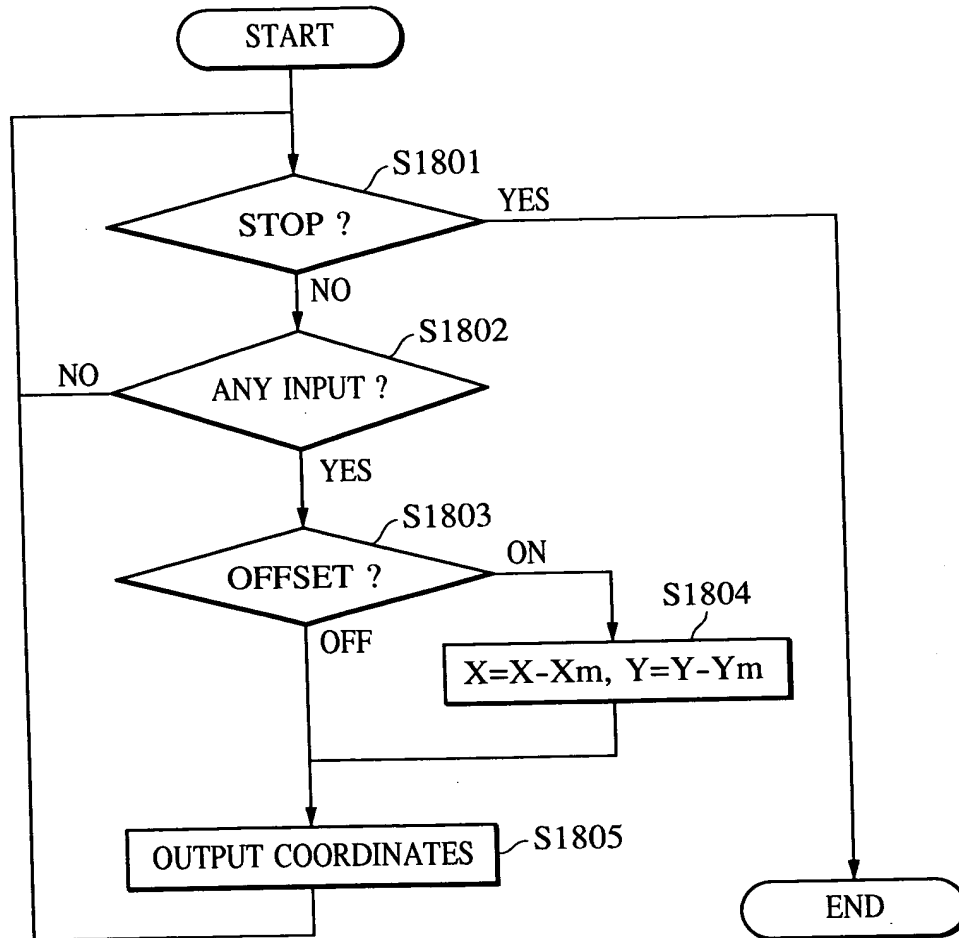 START
S1801
STOP ?
YES
NO
S1802
NO
ANY INPUT ?
YES
S1803
OFFSET ?
ON
OFF
S1804
X=X-Xm, Y=Y-Ym
OUTPUT COORDINATES
S1805
END